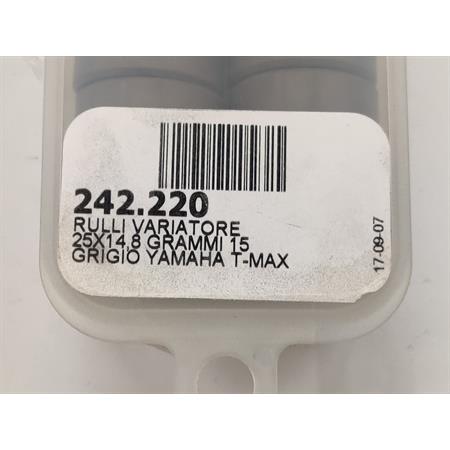 242.220
RULLI VARIATORE
25X14,8 GRAMMI 15
GRIGIO YAMAHA T-MAX
17-09-07